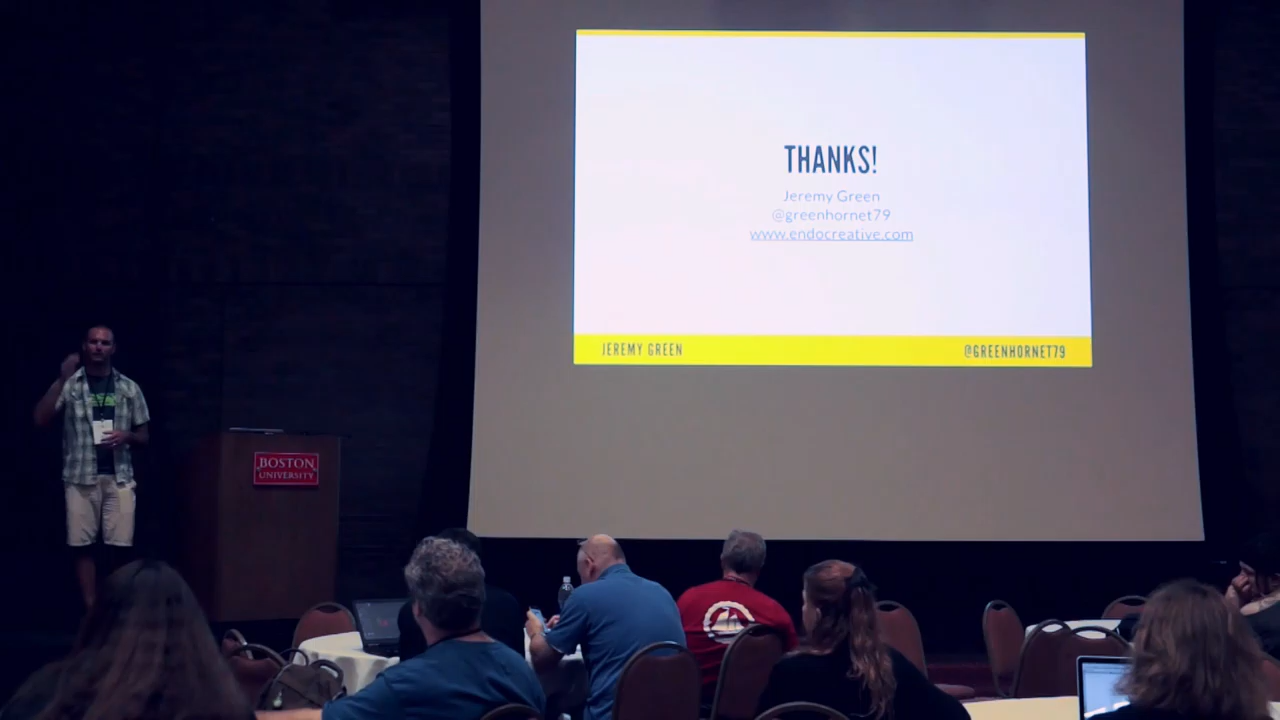 THANKS!
Jeremy Green
@greenhornet79
www.endocreative.com
JEREMY GREEN
@GREENHORNET79
BOSTON
UNIVERSITY